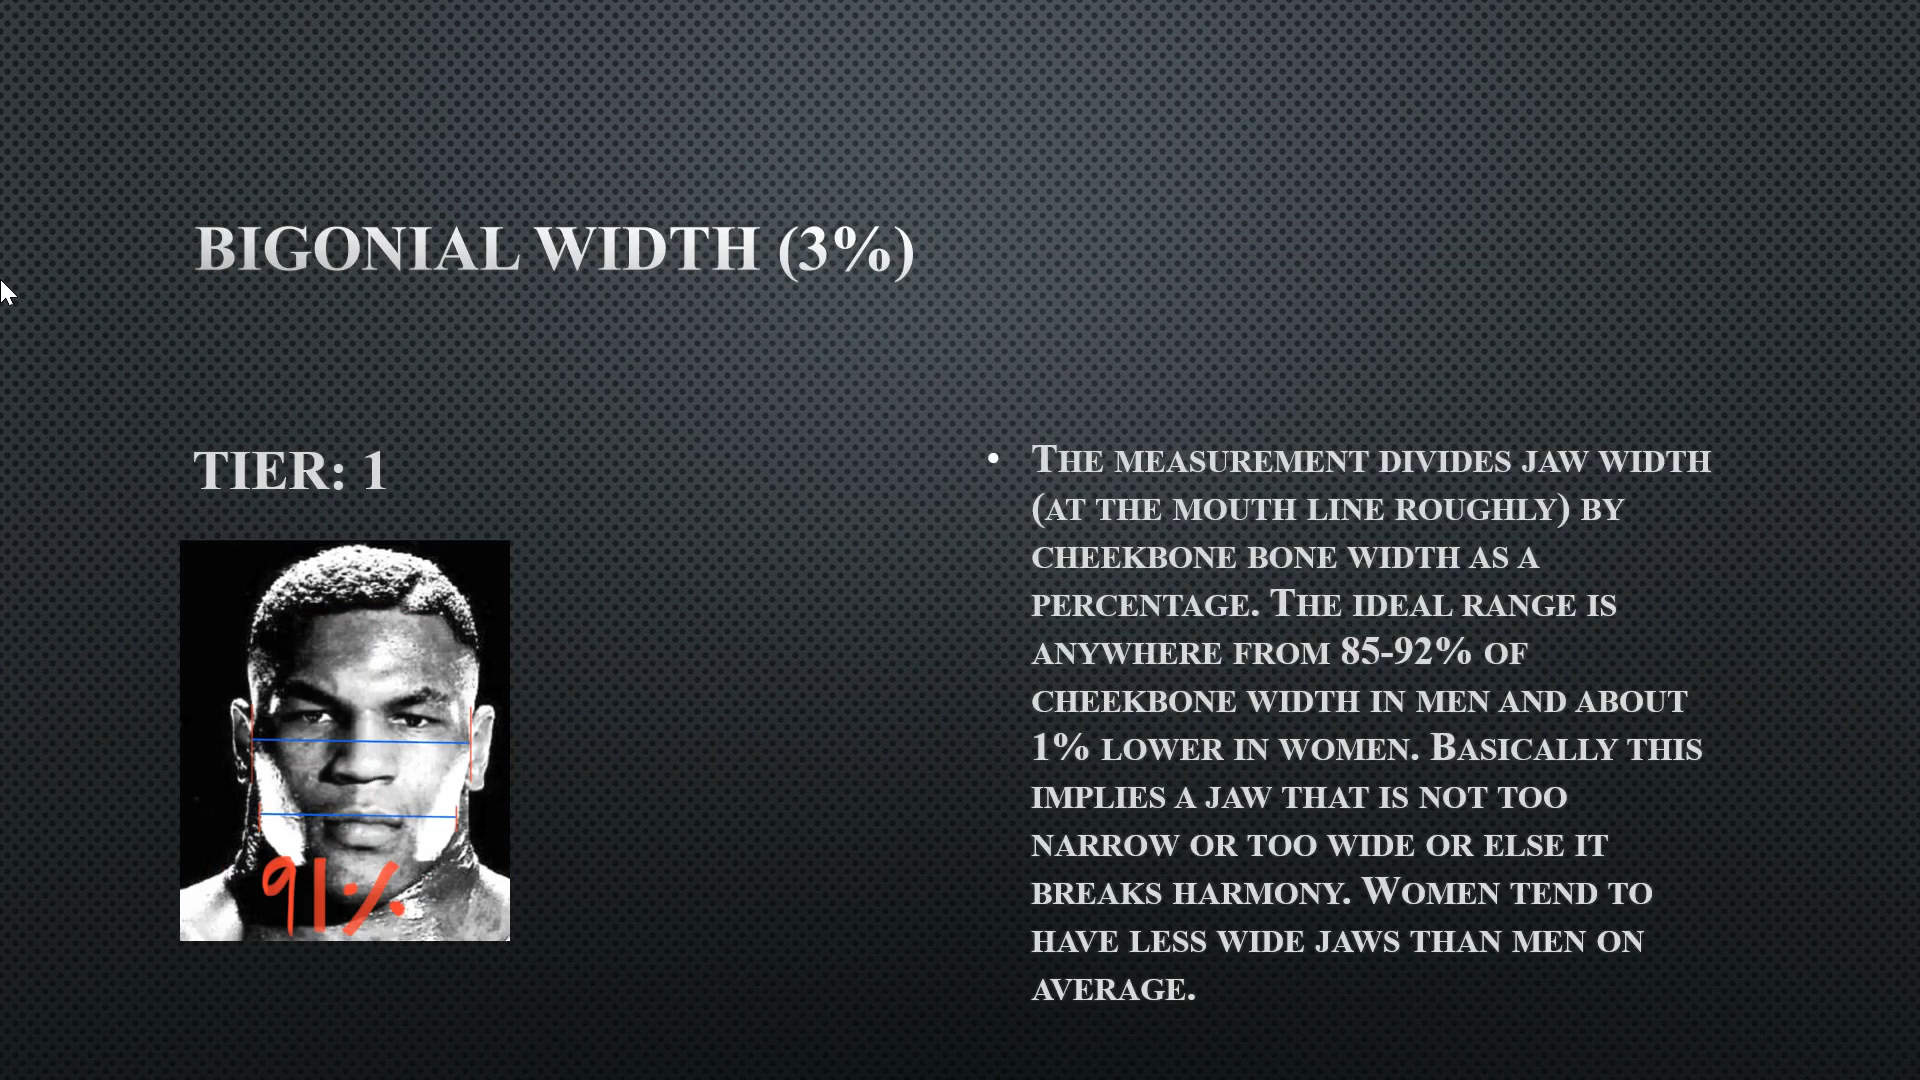 BIGONIAL WIDTH (3%)
TIER: 1
91%
• THE MEASUREMENT DIVIDES JAW WIDTH
(AT THE MOUTH LINE ROUGHLY) BY
CHEEKBONE BONE WIDTH AS A
PERCENTAGE. THE IDEAL RANGE IS
ANYWHERE FROM 85-92% OF
CHEEKBONE WIDTH IN MEN AND ABOUT
1% LOWER IN WOMEN. BASICALLY THIS
IMPLIES A JAW THAT IS NOT TOO
NARROW OR TOO WIDE OR ELSE IT
BREAKS HARMONY. WOMEN TEND TO
HAVE LESS WIDE JAWS THAN MEN ON
AVERAGE.